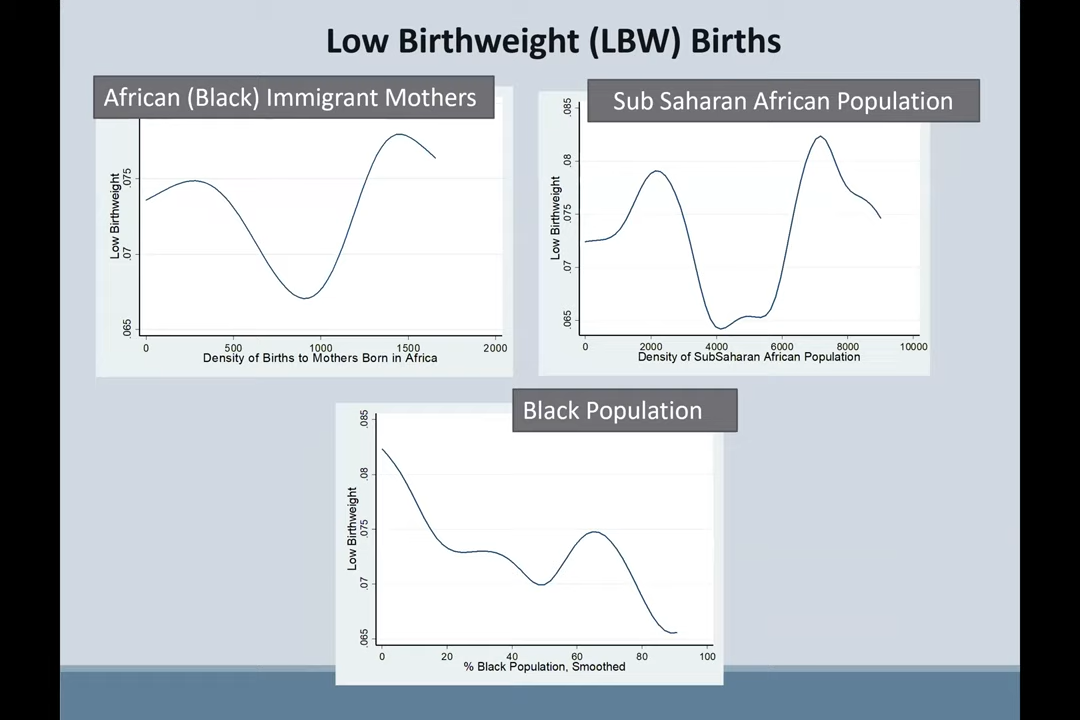 Low Birthweight (LBW) Births
African (Black) Immigrant Mothers
Low Birthweight
.075
.07
.065
0 500 1000 1500 2000
Density of Births to Mothers Born in Africa
Sub Saharan African Population
Low Birthweight
.085
.08
.075
.07
.065
0 2000 4000 6000 8000 10000
Density of SubSaharan African Population
Black Population
Low Birthweight
.085
.08
.075
.07
.065
0 20 40 60 80 100
% Black Population, Smoothed